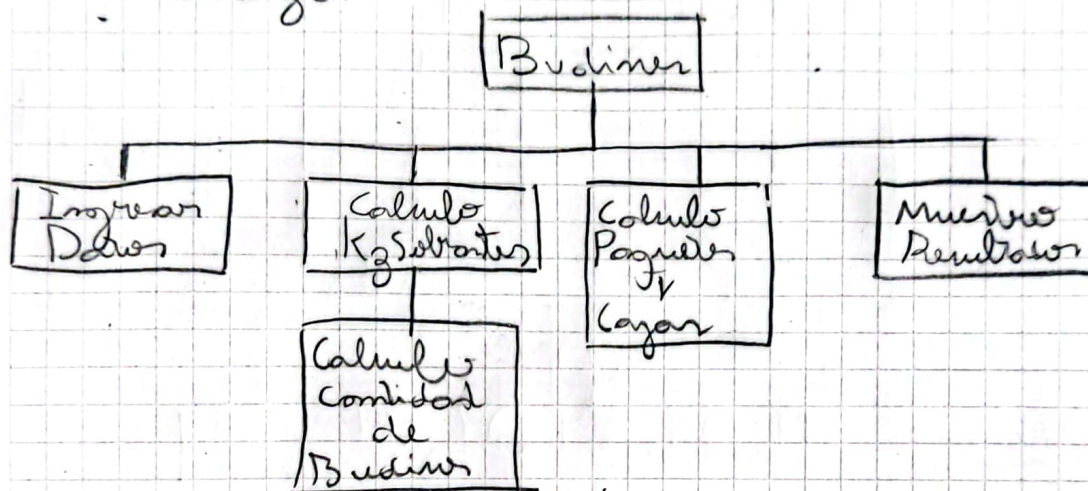 Budines
Ingresar
Datos
Calculo
Kg Sobrantes
Calculo
Paquetes
y
Cajas
Muestro
Resultados
Calculo
Cantidad
de
Budines